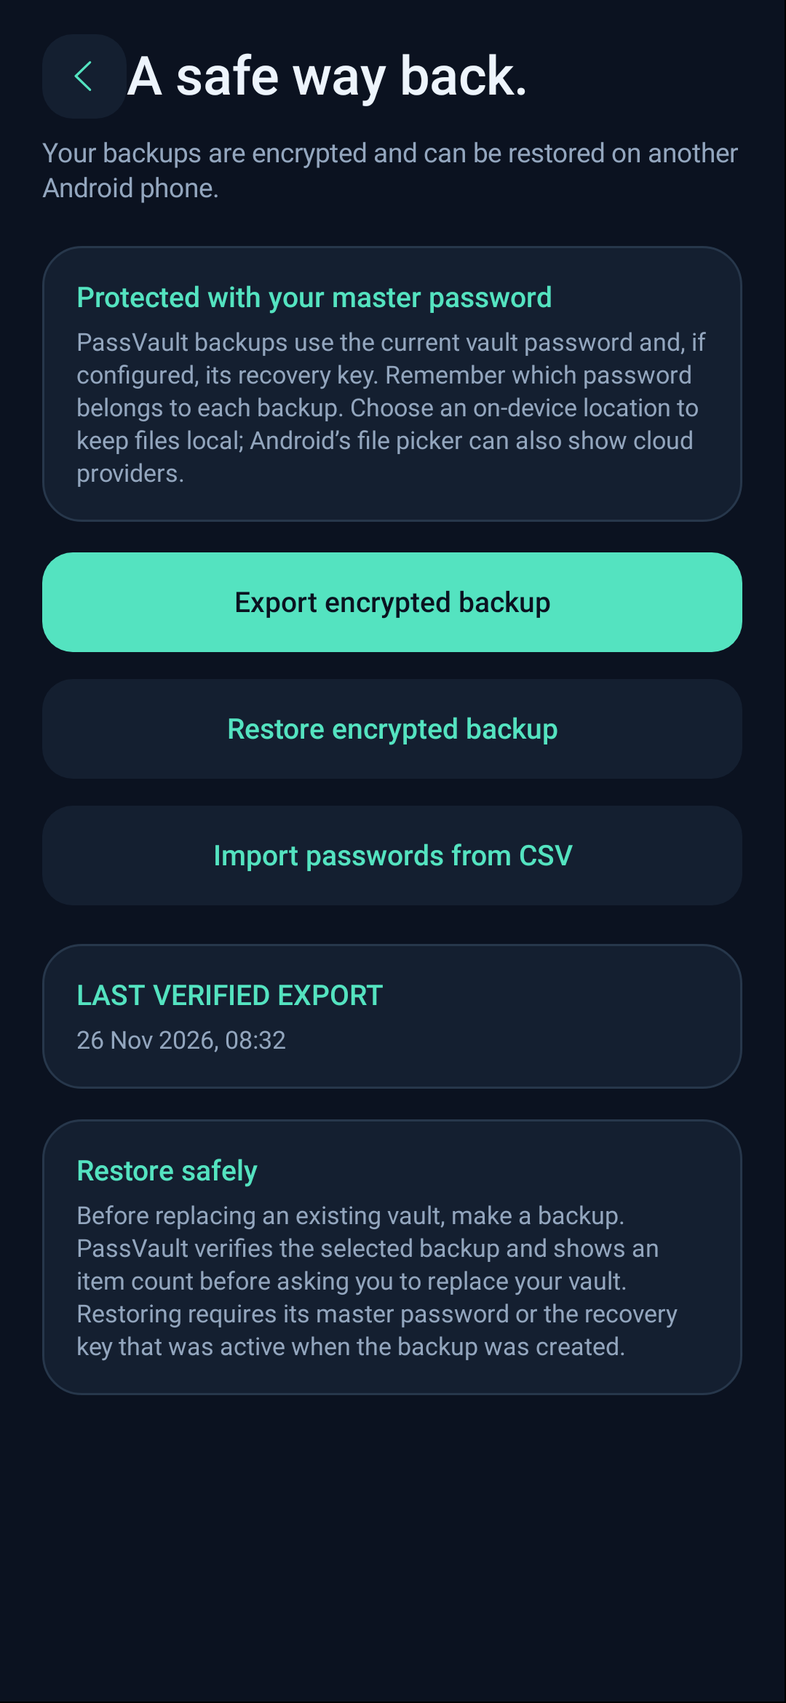 A safe way back.
Your backups are encrypted and can be restored on another
Android phone.
Protected with your master password
PassVault backups use the current vault password and, if
configured, its recovery key. Remember which password
belongs to each backup. Choose an on-device location to
keep files local; Android’s file picker can also show cloud
providers.
Export encrypted backup
Restore encrypted backup
Import passwords from CSV
LAST VERIFIED EXPORT
26 Nov 2026, 08:32
Restore safely
Before replacing an existing vault, make a backup.
PassVault verifies the selected backup and shows an
item count before asking you to replace your vault.
Restoring requires its master password or the recovery
key that was active when the backup was created.